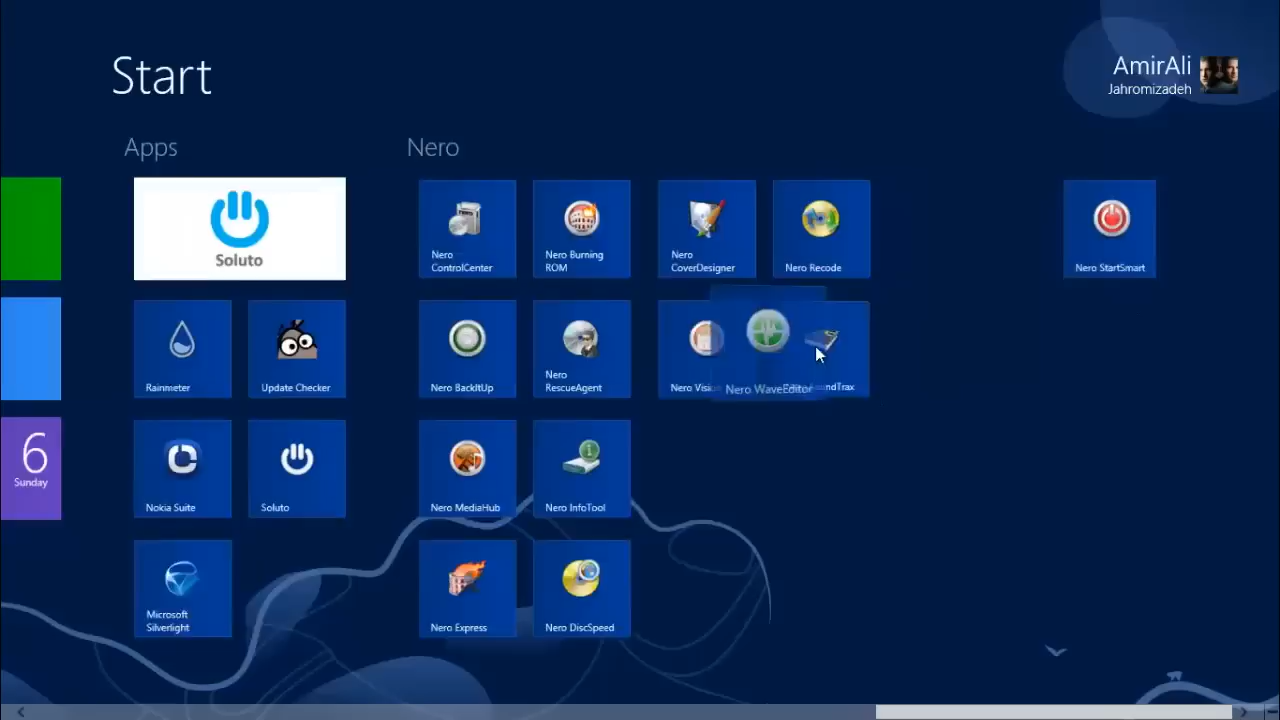 Start
AmirAli
Jahromizadeh
Apps
Nero
Soluto
Nero
ControlCenter
Nero Burning
ROM
Nero
CoverDesigner
Nero Recode
Nero StartSmart
Rainmeter
Update Checker
Nero BackItUp
Nero
RescueAgent
Nero
Nero WaveEditor
6
Sunday
Nokia Suite
Soluto
Nero MediaHub
Nero InfoTool
Microsoft
Silverlight
Nero Express
Nero DiscSpeed